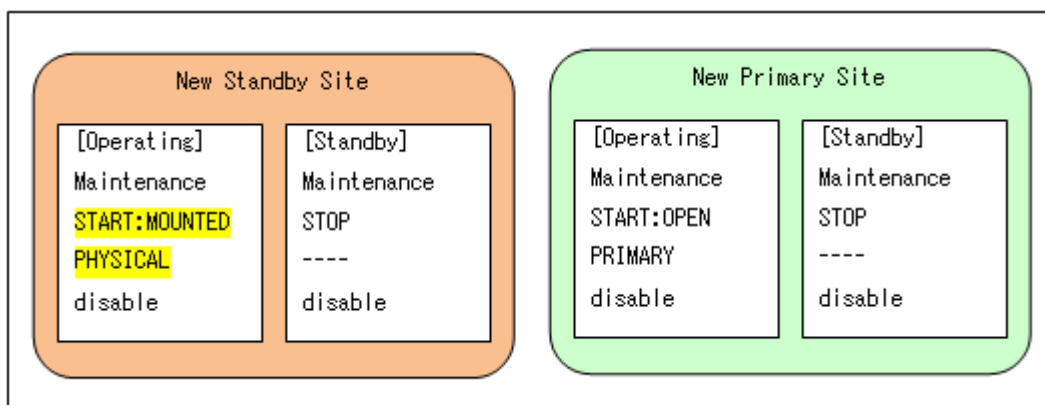 New Standby Site
[Operating]
Maintenance
START:MOUNTED
PHYSICAL
disable
[Standby]
Maintenance
STOP
----
disable
New Primary Site
[Operating]
Maintenance
START:OPEN
PRIMARY
disable
[Standby]
Maintenance
STOP
----
disable